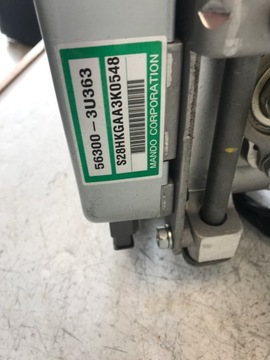 56300 - 3U363
S28HKGAA3K0548
MANDO CORPORATION